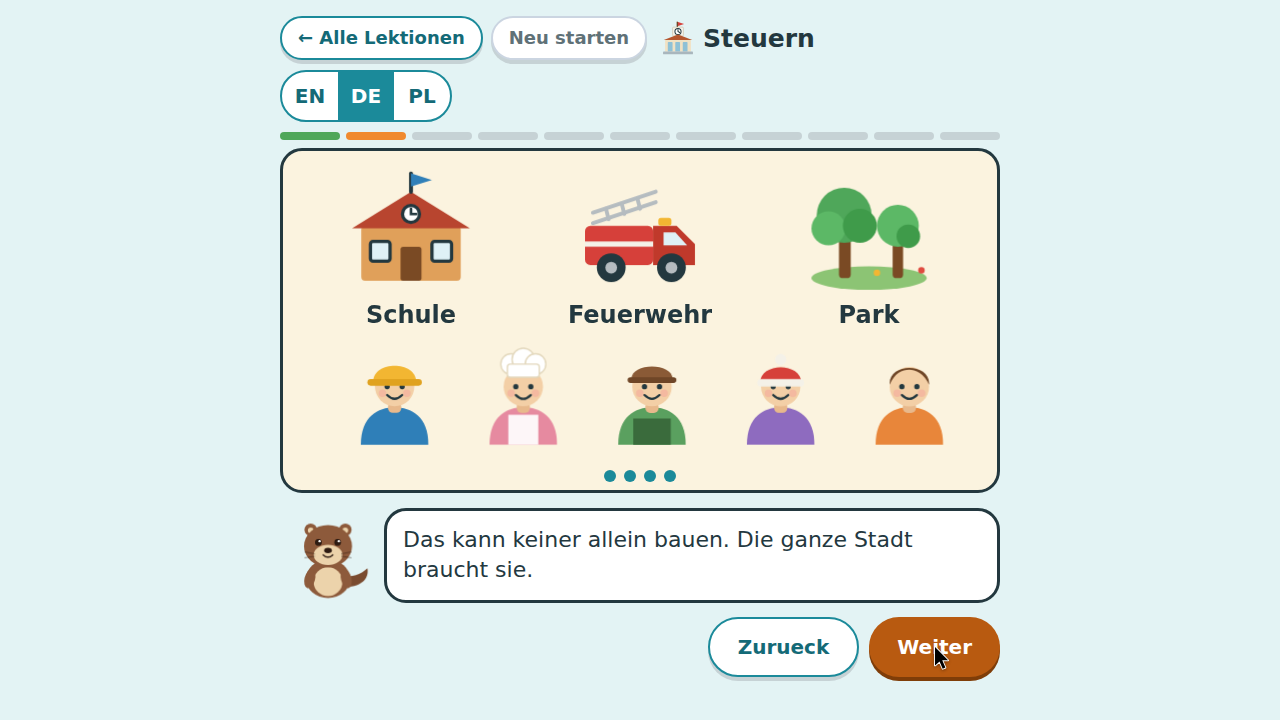 ← Alle Lektionen
Neu starten
Steuern
EN DE PL
Schule
Feuerwehr
Park
Das kann keiner allein bauen. Die ganze Stadt
braucht sie.
Zurueck
Weiter